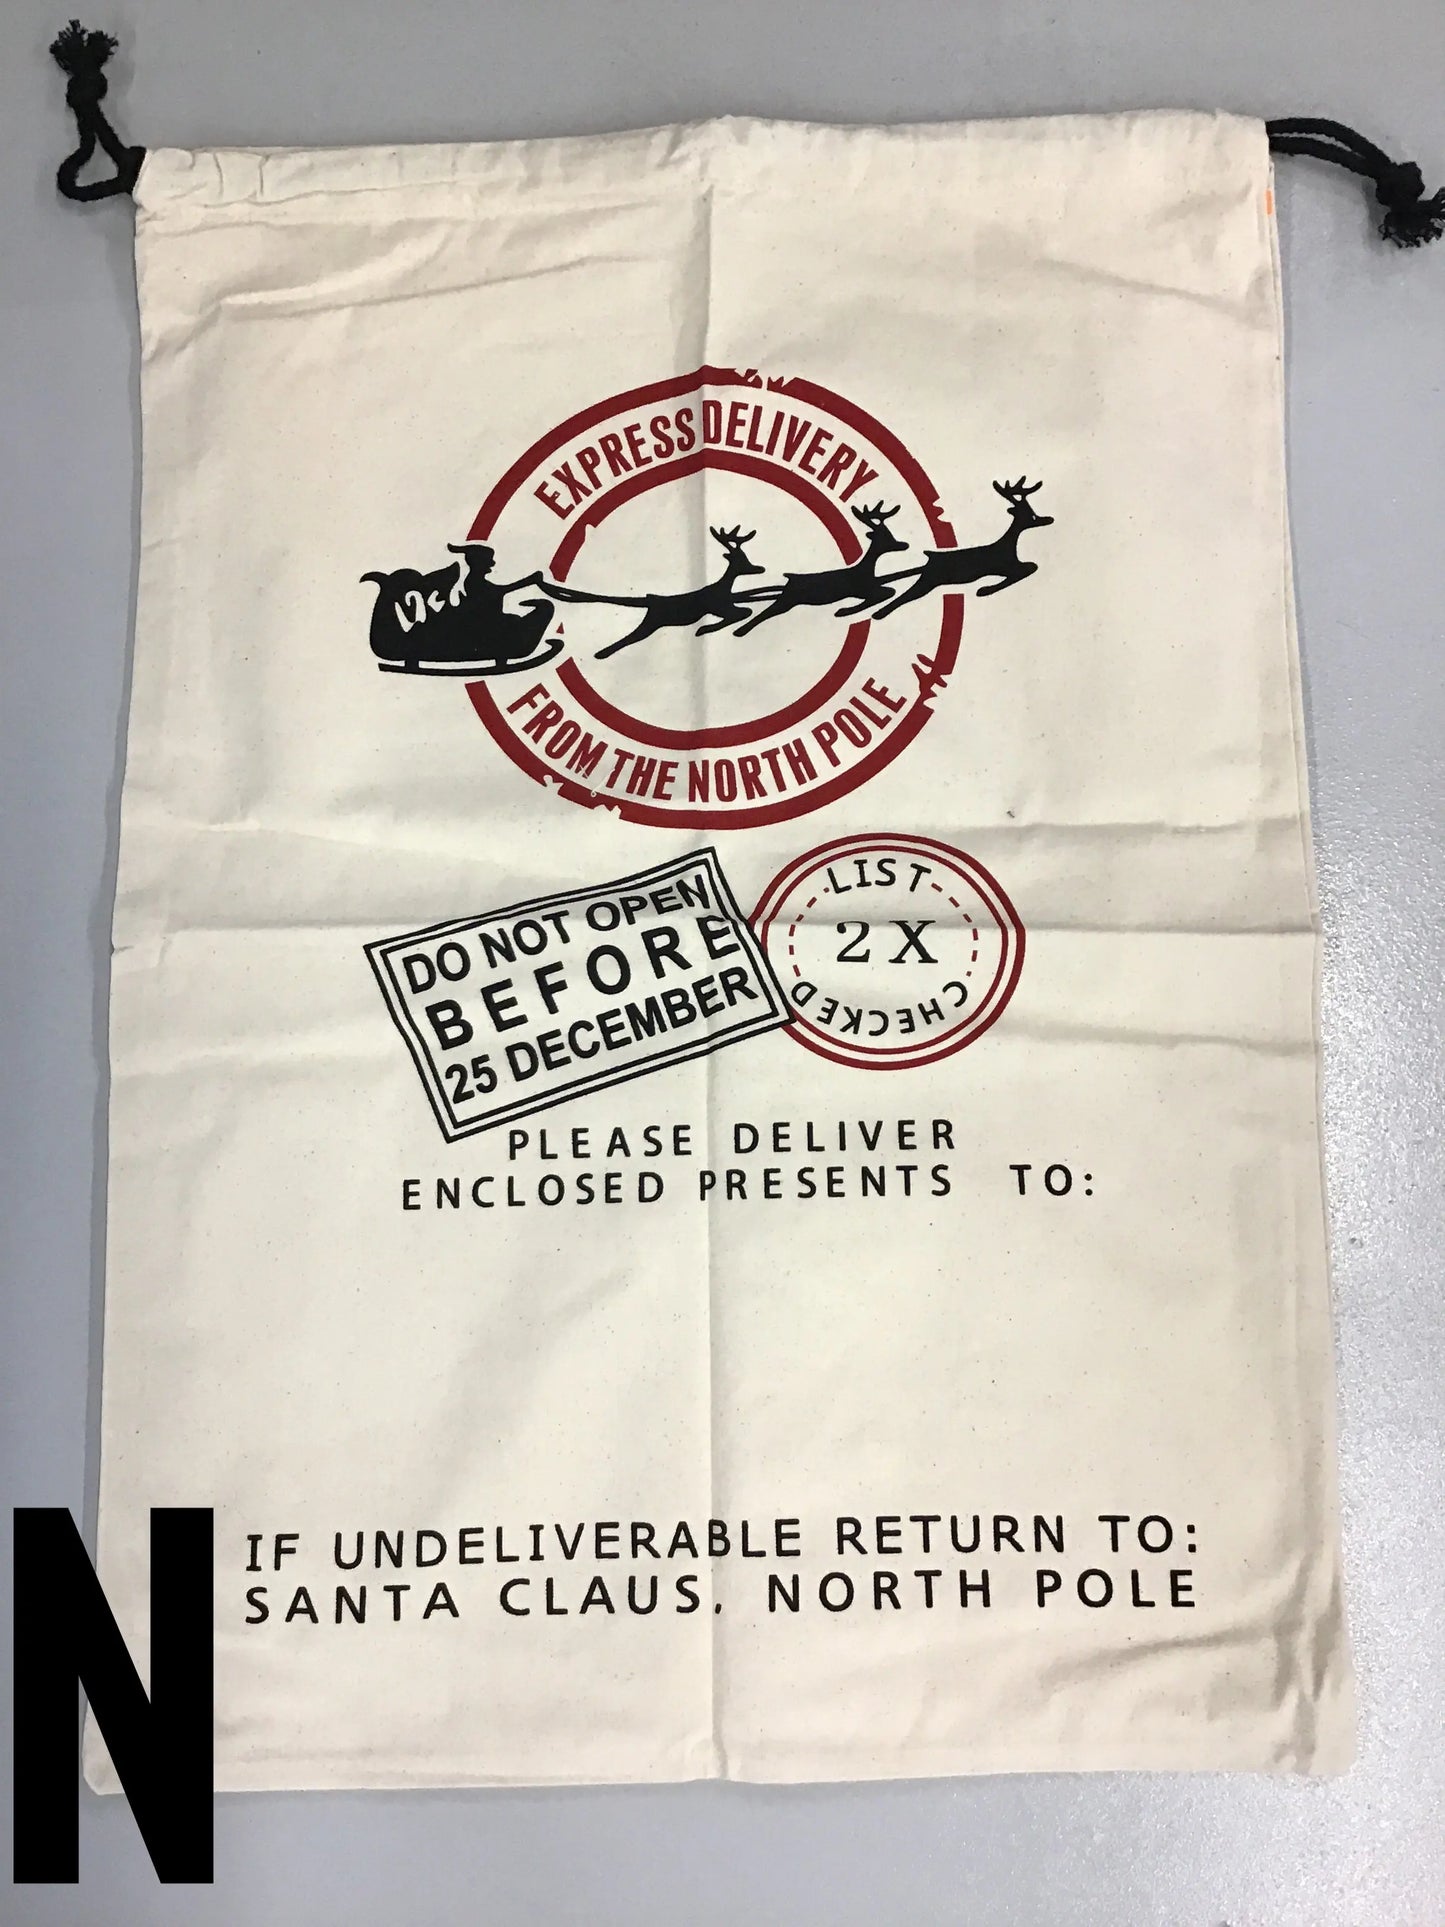 EXPRESS DELIVERY
FROM THE NORTH POLE
DO NOT OPEN
BEFORE
25 DECEMBER
LIST
2X
CHECKED
PLEASE DELIVER
ENCLOSED PRESENTS TO:
IF UNDELIVERABLE RETURN TO:
SANTA CLAUS, NORTH POLE
N